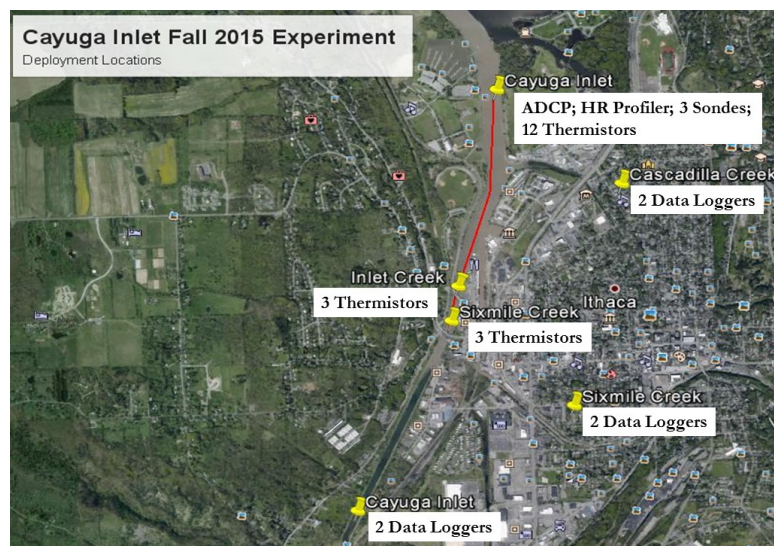 Cayuga Inlet Fall 2015 Experiment
Deployment Locations
Cayuga Inlet
ADCP; HR Profiler; 3 Sondes;
12 Thermistors
Cascadilla Creek
2 Data Loggers
Inlet Creek
3 Thermistors
Ithaca
Sixmile Creek
3 Thermistors
Sixmile Creek
2 Data Loggers
Cayuga Inlet
2 Data Loggers